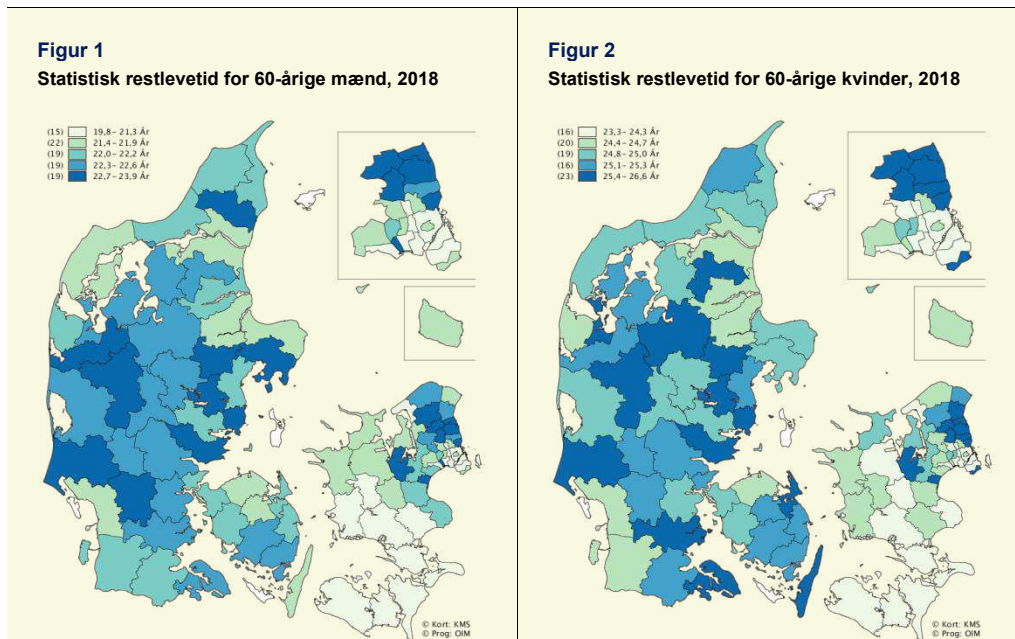 Figur 1
Statistisk restlevetid for 60-årige mænd, 2018
(15) 19,8– 21,3 År
(22) 21,4– 21,9 År
(19) 22,0– 22,2 År
(19) 22,3– 22,6 År
(19) 22,7– 23,9 År
© Kort: KMS
© Prog: OIM
Figur 2
Statistisk restlevetid for 60-årige kvinder, 2018
(16) 23,3– 24,3 År
(20) 24,4– 24,7 År
(19) 24,8– 25,0 År
(16) 25,1– 25,3 År
(23) 25,4– 26,6 År
© Kort: KMS
© Prog: OIM